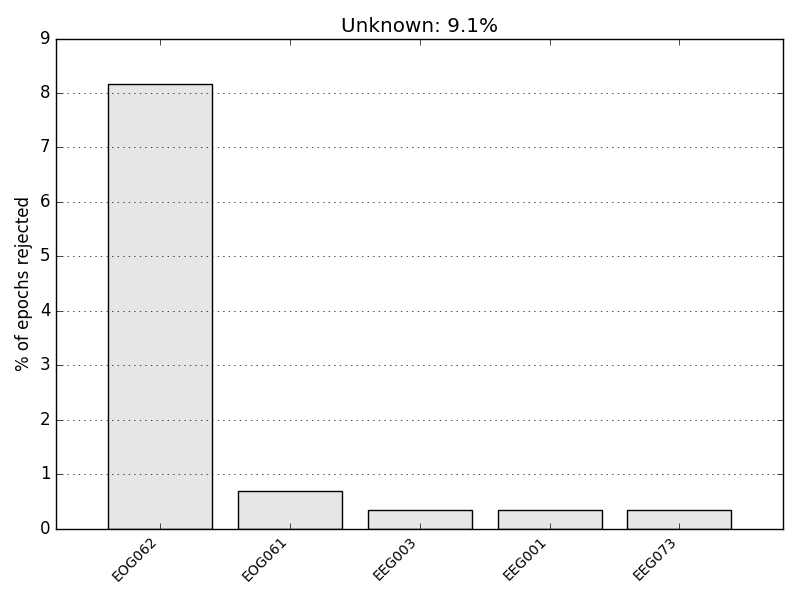 Unknown: 9.1%
% of epochs rejected
9
8
7
6
5
4
3
2
1
0
EOG062
EOG061
EEG003
EEG001
EEG073